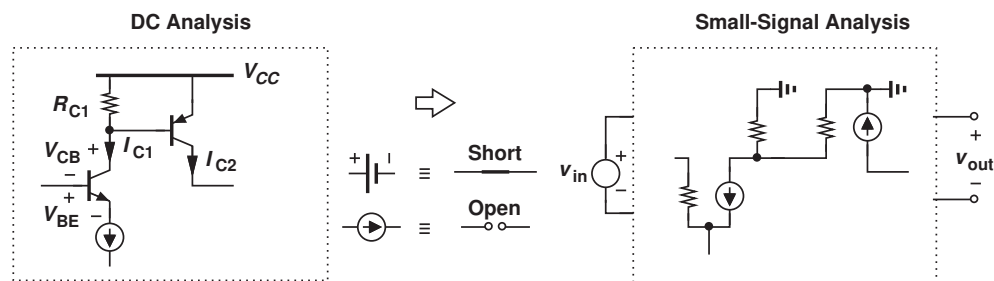 DC Analysis
Small-Signal Analysis
V_CC
R_C1
V_CB
+
−
I_C1
I_C2
+
V_BE
−
+ −
≡
Short
≡
Open
v_in
+
−
+
v_out
−